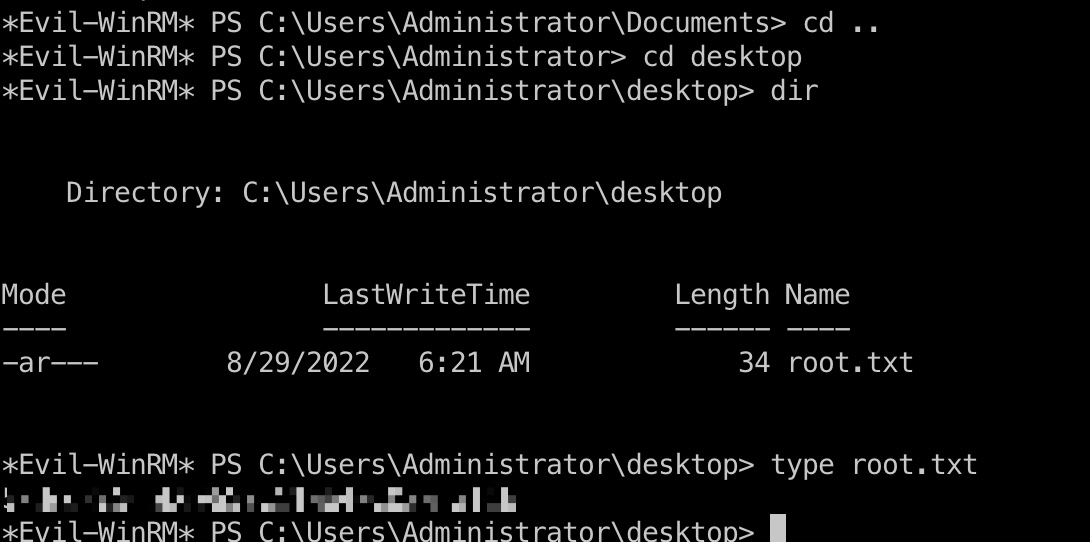 *Evil-WinRM* PS C:\Users\Administrator\Documents> cd ..
*Evil-WinRM* PS C:\Users\Administrator> cd desktop
*Evil-WinRM* PS C:\Users\Administrator\desktop> dir
Directory: C:\Users\Administrator\desktop
Mode                LastWriteTime         Length Name
----                -------------         ------ ----
-ar---        8/29/2022   6:21 AM             34 root.txt
*Evil-WinRM* PS C:\Users\Administrator\desktop> type root.txt
*Evil-WinRM* PS C:\Users\Administrator\desktop>